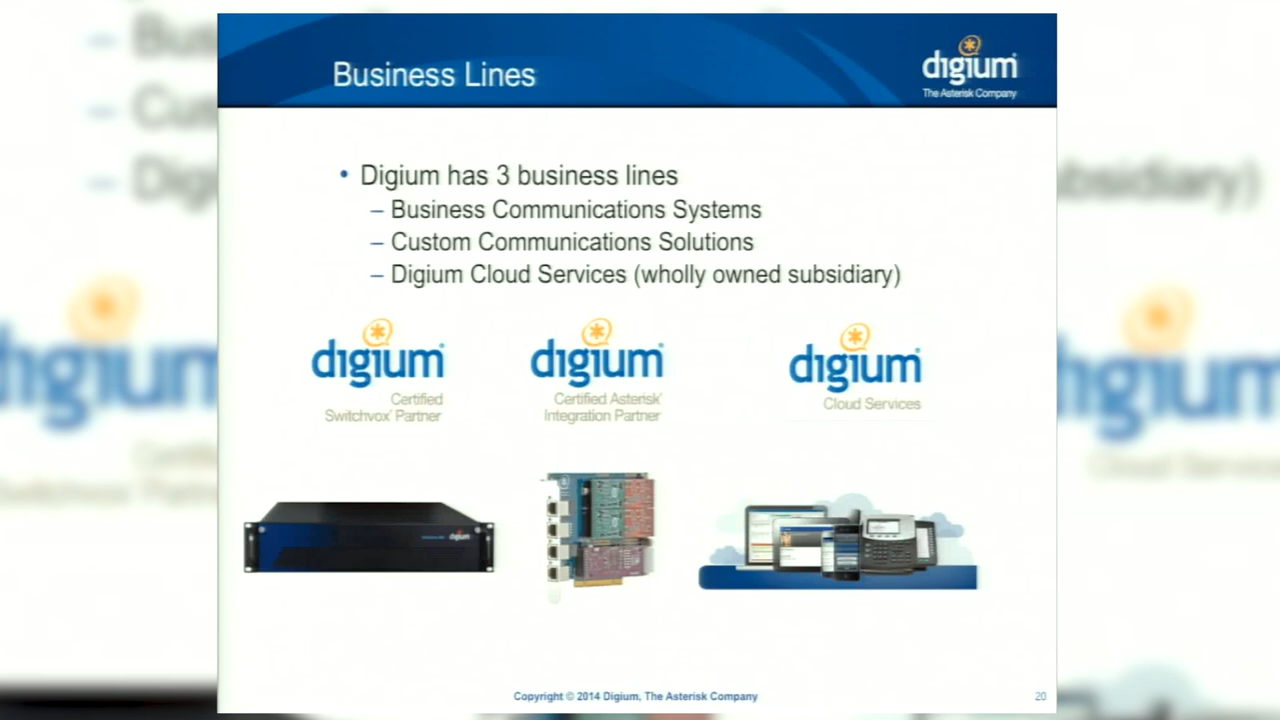 Business Lines
digium
The Asterisk Company
• Digium has 3 business lines
– Business Communications Systems
– Custom Communications Solutions
– Digium Cloud Services (wholly owned subsidiary)
digium®
Certified
Switchvox® Partner
digium®
Certified Asterisk®
Integration Partner
digium®
Cloud Services
digium
Copyright © 2014 Digium, The Asterisk Company
20